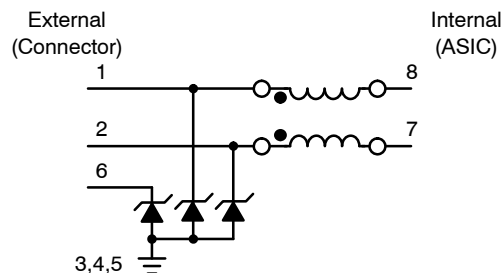 External
(Connector)
Internal
(ASIC)
1
8
2
7
6
3,4,5